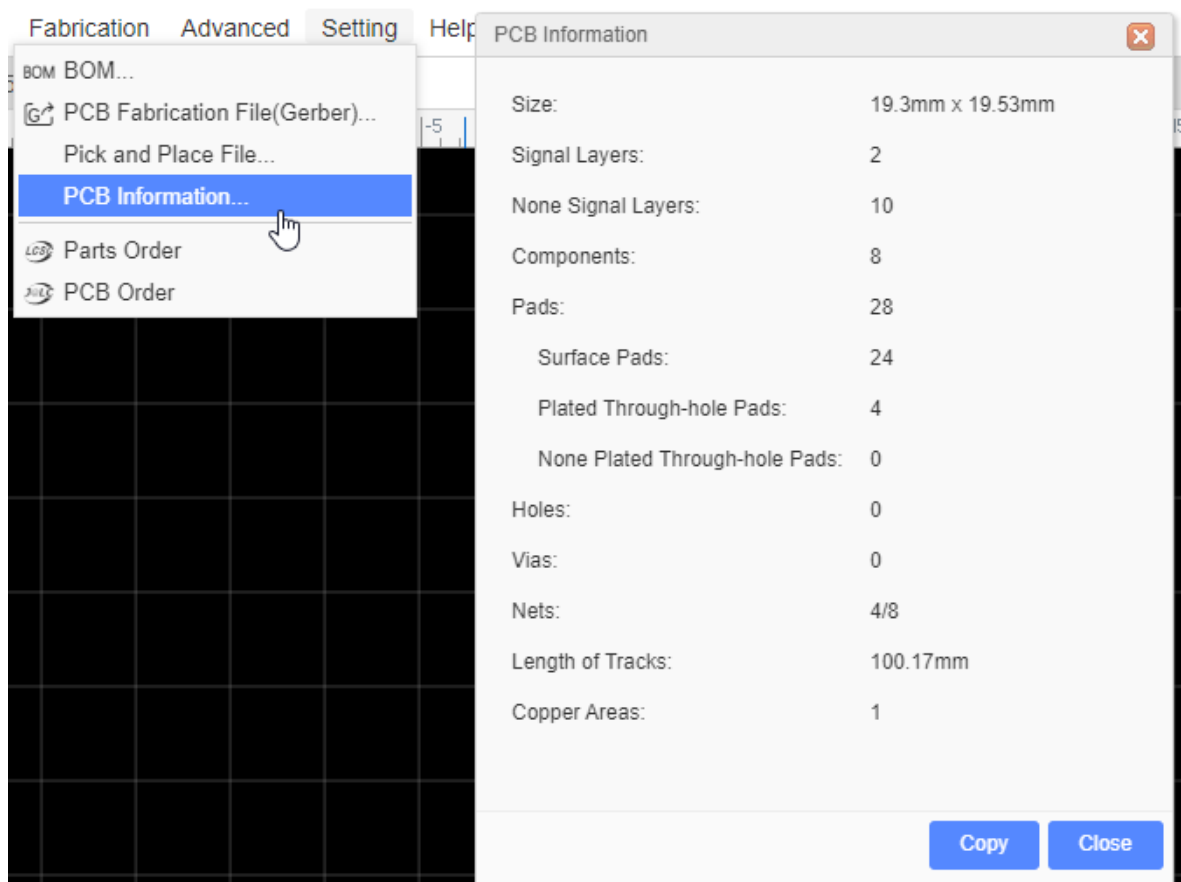 Fabrication Advanced Setting Help
BOM BOM...
G PCB Fabrication File(Gerber)...
Pick and Place File...
PCB Information...
LCSC Parts Order
JLC PCB Order
-5
PCB Information
Size: 19.3mm x 19.53mm
Signal Layers: 2
None Signal Layers: 10
Components: 8
Pads: 28
Surface Pads: 24
Plated Through-hole Pads: 4
None Plated Through-hole Pads: 0
Holes: 0
Vias: 0
Nets: 4/8
Length of Tracks: 100.17mm
Copper Areas: 1
Copy Close